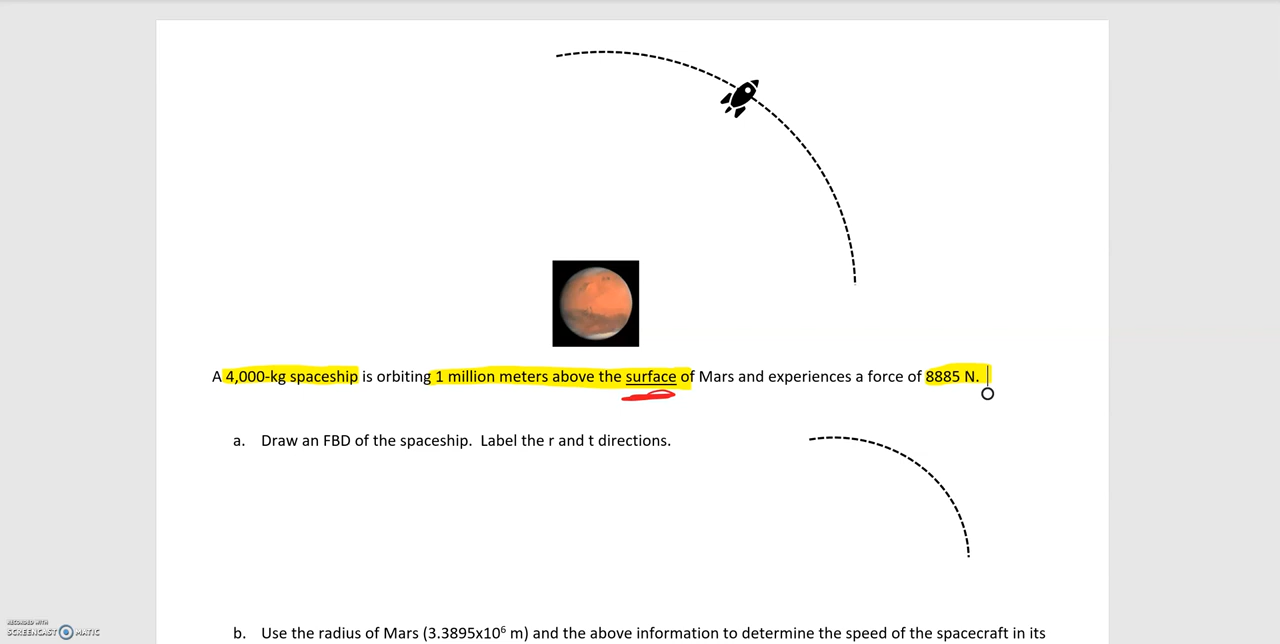 A 4,000-kg spaceship is orbiting 1 million meters above the surface of Mars and experiences a force of 8885 N.
a. Draw an FBD of the spaceship. Label the r and t directions.
b. Use the radius of Mars (3.3895x10⁶ m) and the above information to determine the speed of the spacecraft in its
RECORDED WITH
SCREENCAST MATIC